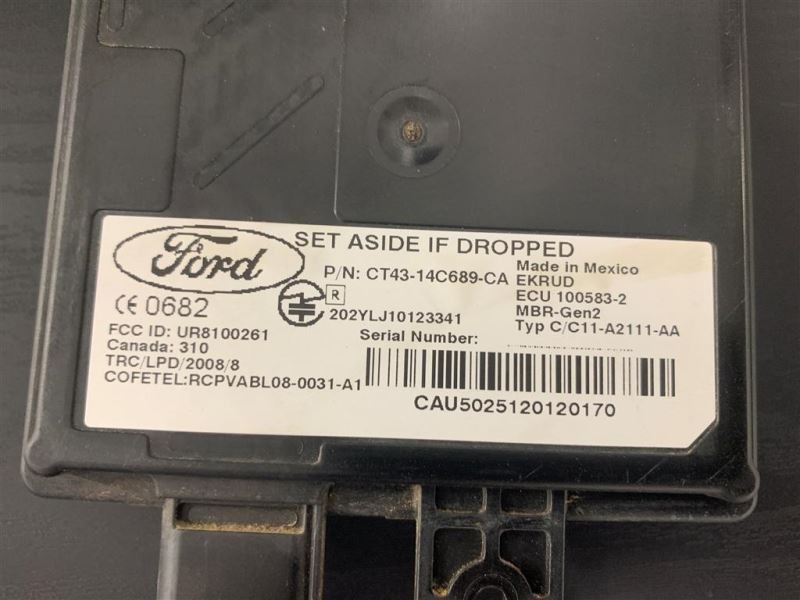 SET ASIDE IF DROPPED
Ford
P/N: CT43-14C689-CA
Made in Mexico
EKRUD
ECU 100583-2
MBR-Gen2
Typ C/C11-A2111-AA
CE 0682
R
202YLJ10123341
FCC ID: UR8100261
Canada: 310
TRC/LPD/2008/8
COFETEL:RCPVABL08-0031-A1
Serial Number:
CAU5025120120170